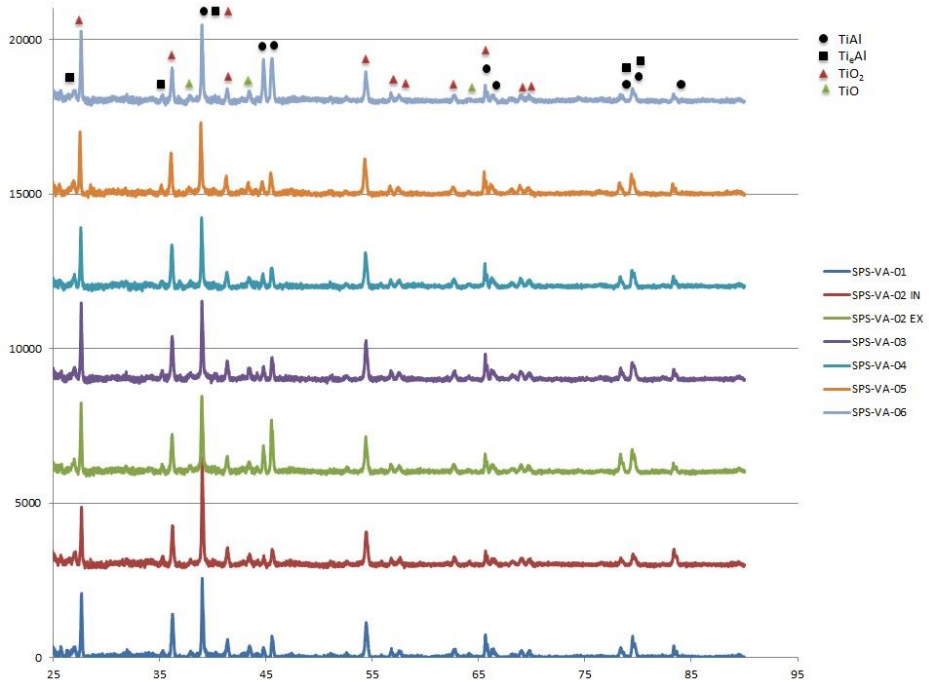 20000
15000
10000
5000
0
25 35 45 55 65 75 85 95
TiAl
TiₑAl
TiO₂
TiO
SPS-VA-01
SPS-VA-02 IN
SPS-VA-02 EX
SPS-VA-03
SPS-VA-04
SPS-VA-05
SPS-VA-06